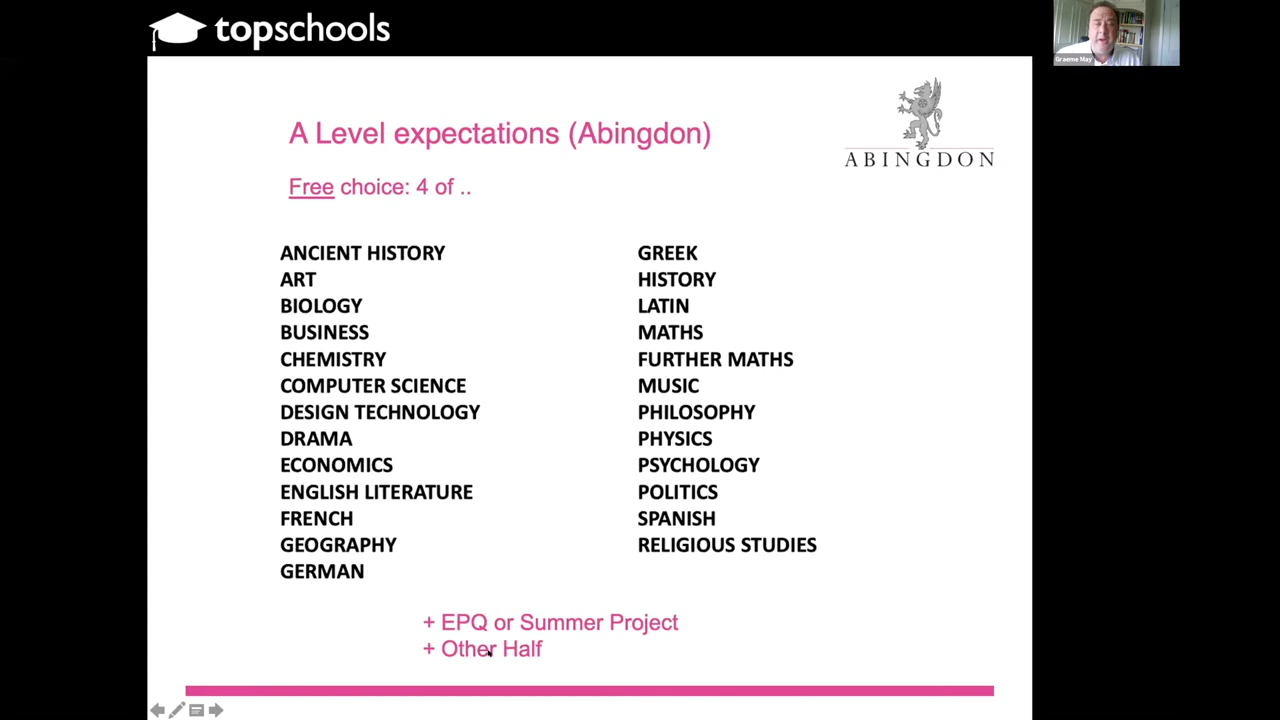 topschools
Graeme May
A Level expectations (Abingdon)
ABINGDON
Free choice: 4 of ..
ANCIENT HISTORY
ART
BIOLOGY
BUSINESS
CHEMISTRY
COMPUTER SCIENCE
DESIGN TECHNOLOGY
DRAMA
ECONOMICS
ENGLISH LITERATURE
FRENCH
GEOGRAPHY
GERMAN
GREEK
HISTORY
LATIN
MATHS
FURTHER MATHS
MUSIC
PHILOSOPHY
PHYSICS
PSYCHOLOGY
POLITICS
SPANISH
RELIGIOUS STUDIES
+ EPQ or Summer Project
+ Other Half